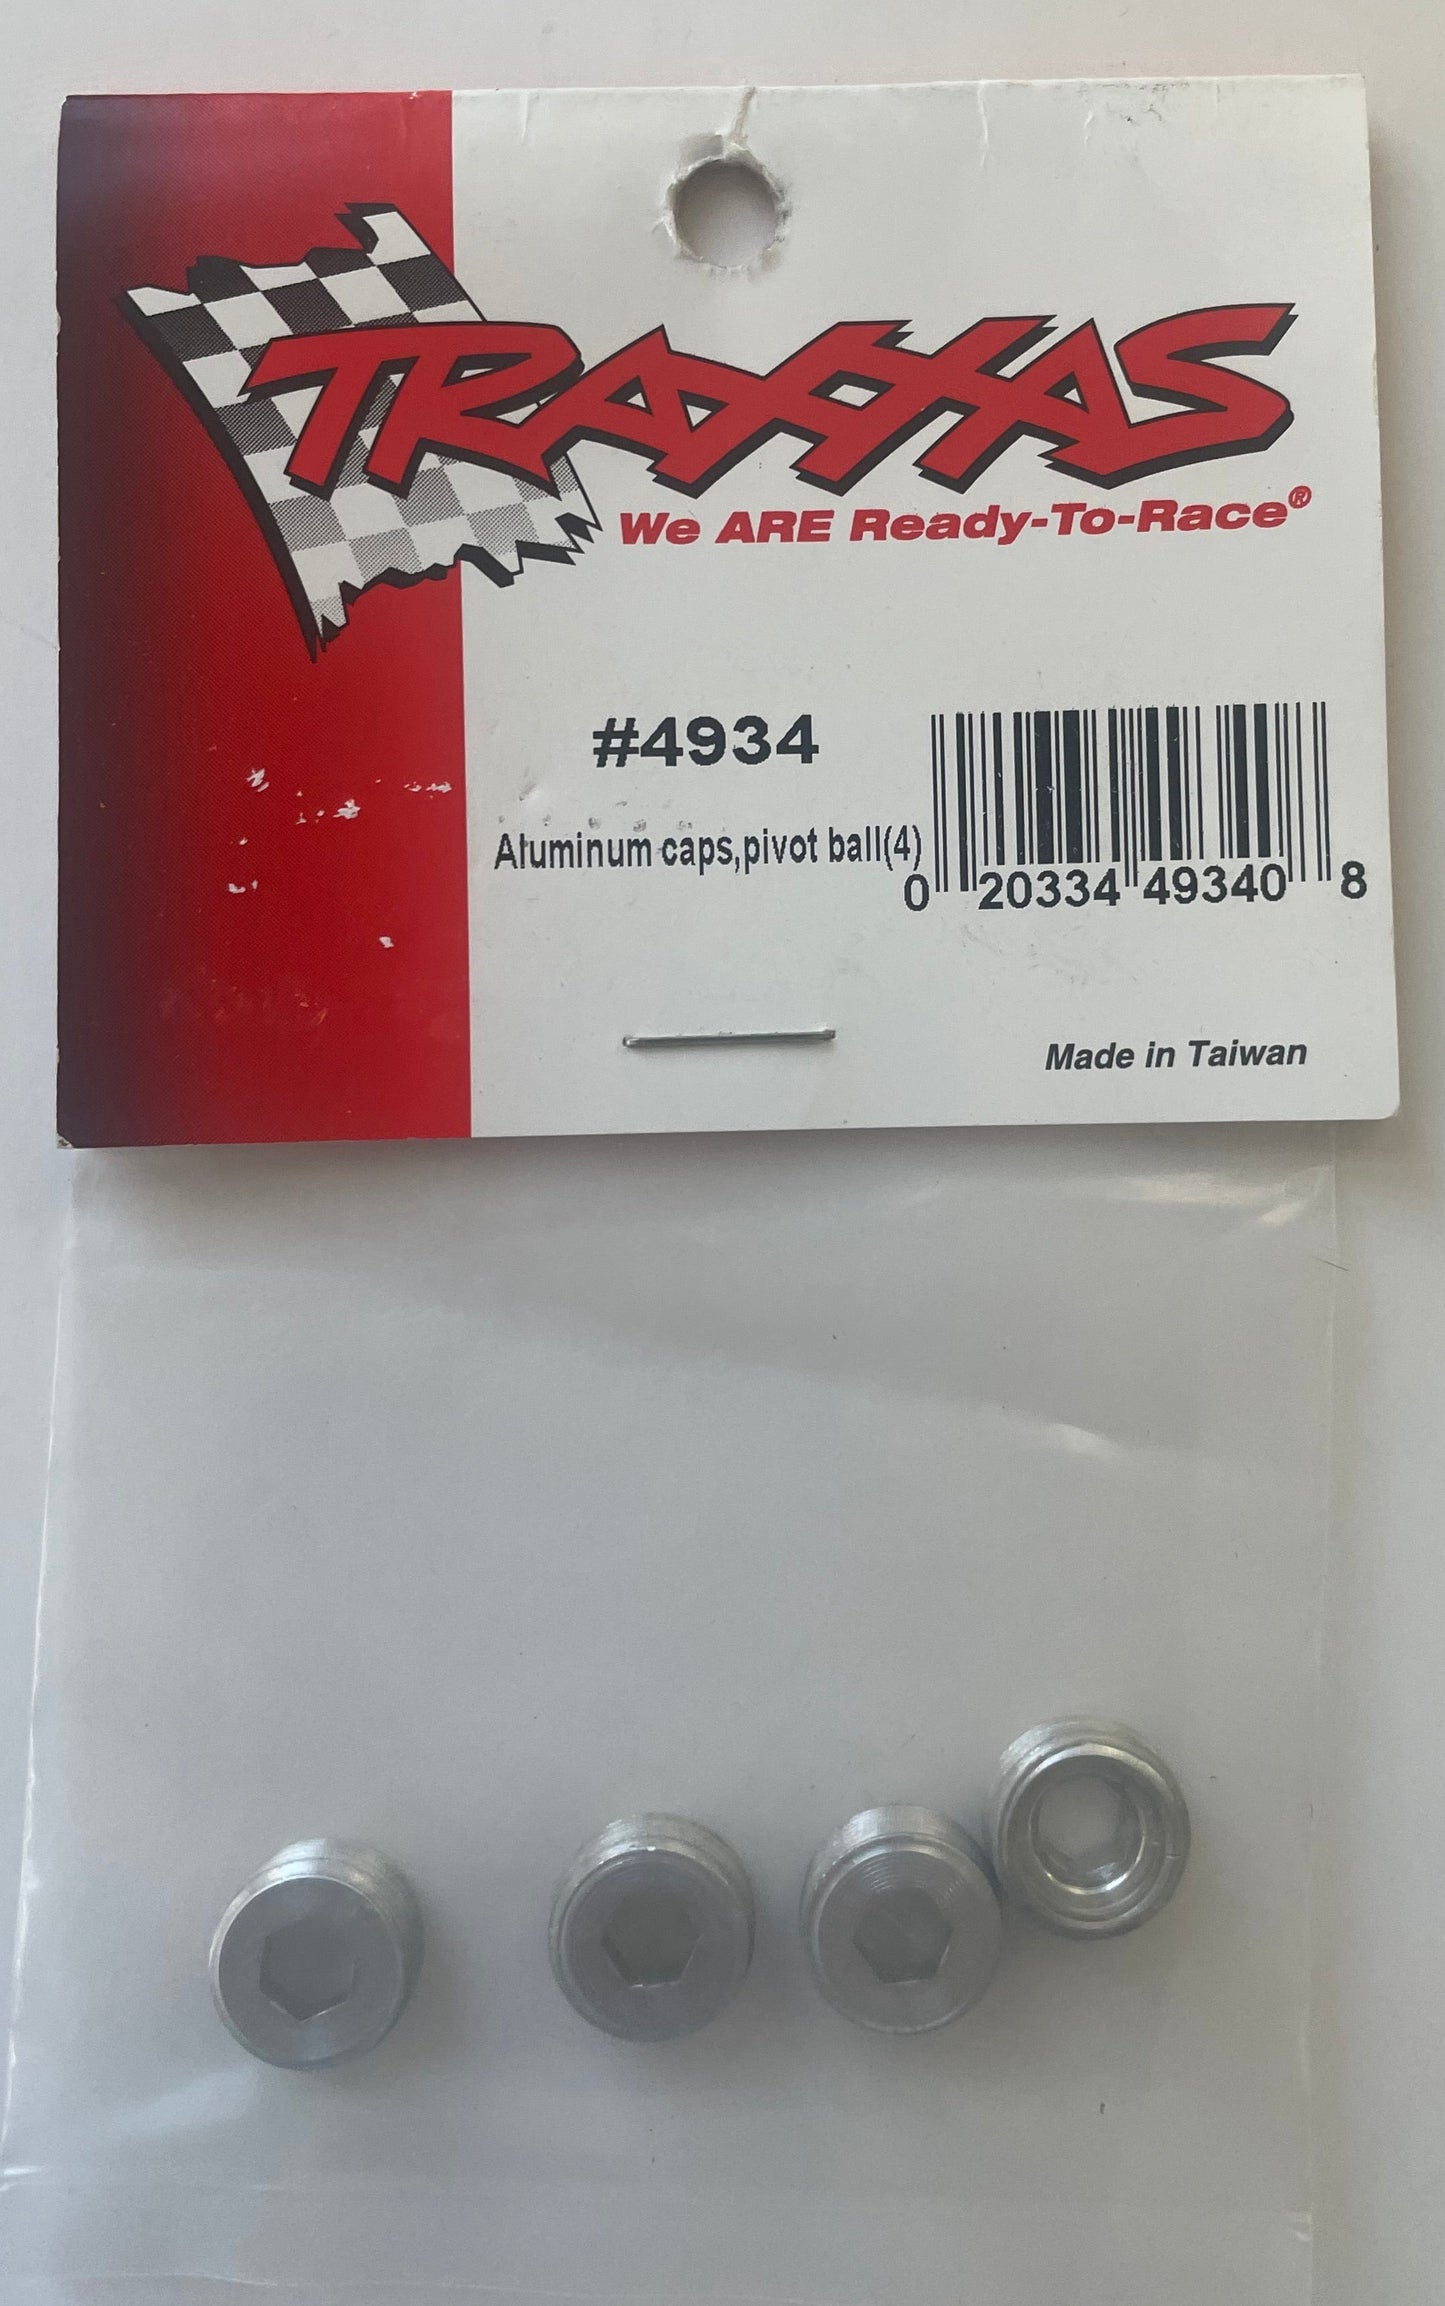 TRAXXAS
We ARE Ready-To-Race®
#4934
Aluminum caps,pivot ball(4)
0 20334 49340 8
Made in Taiwan